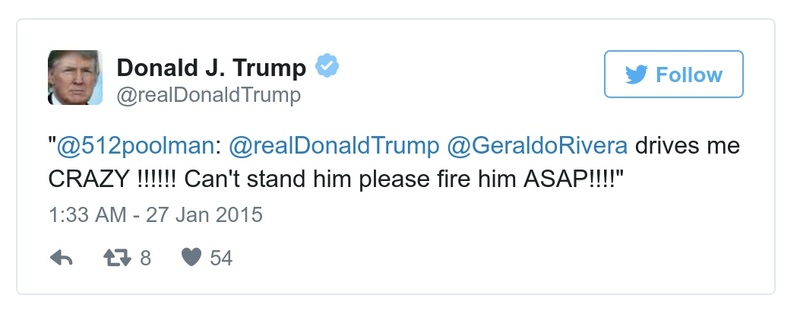 Donald J. Trump
@realDonaldTrump
Follow
"@512poolman: @realDonaldTrump @GeraldoRivera drives me
CRAZY !!!!!! Can't stand him please fire him ASAP!!!!"
1:33 AM - 27 Jan 2015
8 54